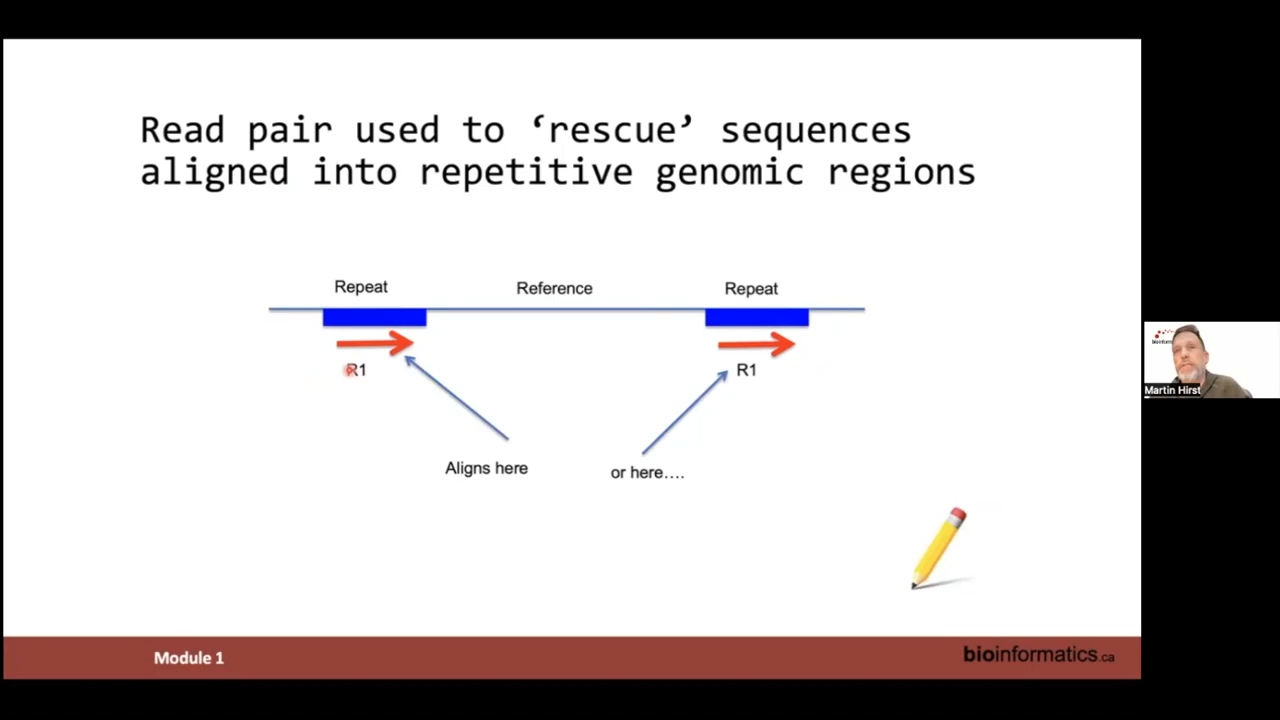 Read pair used to ‘rescue’ sequences
aligned into repetitive genomic regions
Repeat
Reference
Repeat
R1
R1
Aligns here
or here....
Module 1
bioinformatics.ca
Martin Hirst